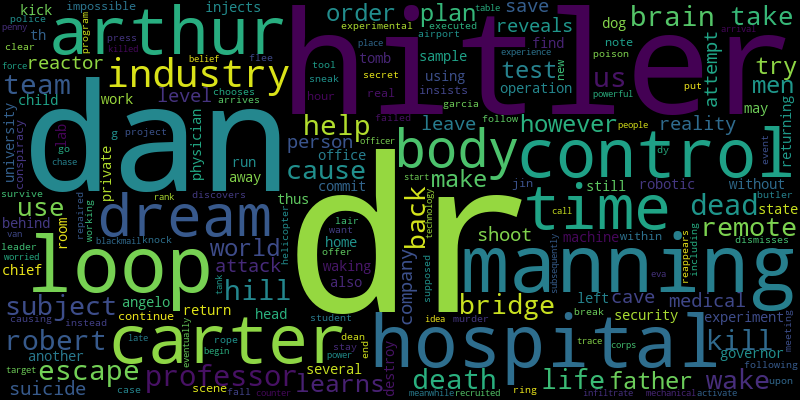 police impossible injects order plan save brain take
penny kick arthur hitler reveals dog table
clear th program press killed experimental airport
force reactor belief flee place tomb sample find note us men
team industry tool sneak secret test new poison try
child work level hour real using experience operation powerful put
university conspiracy lab physician dan help insists attempt garcia may
go g project person officer however people reality returning
chase private run away office cause leave body control event
survive rank discovers commit failed follow dy jin still robotic without butler
use repaired working dream thus start make time call dead state
behind room helicopter lair back technology shoot machine within remote
van blackmail knock home want dr supposed manning including
leader world offer waking company subsequently reappears dismisses
worried chief attack also loop hill tank bridge eva
causing angelo left cave medical
subject continue return student head idea murder break security experiment
instead robert carter eventually rope dean stay trace hospital kill governor
another late begin power end corps meeting
target escape professor several destroy death life father wake following upon
suicide case scene fall learns counter meanwhile ring recruited executed infiltrate mechanical activate
chooses arrives arrival